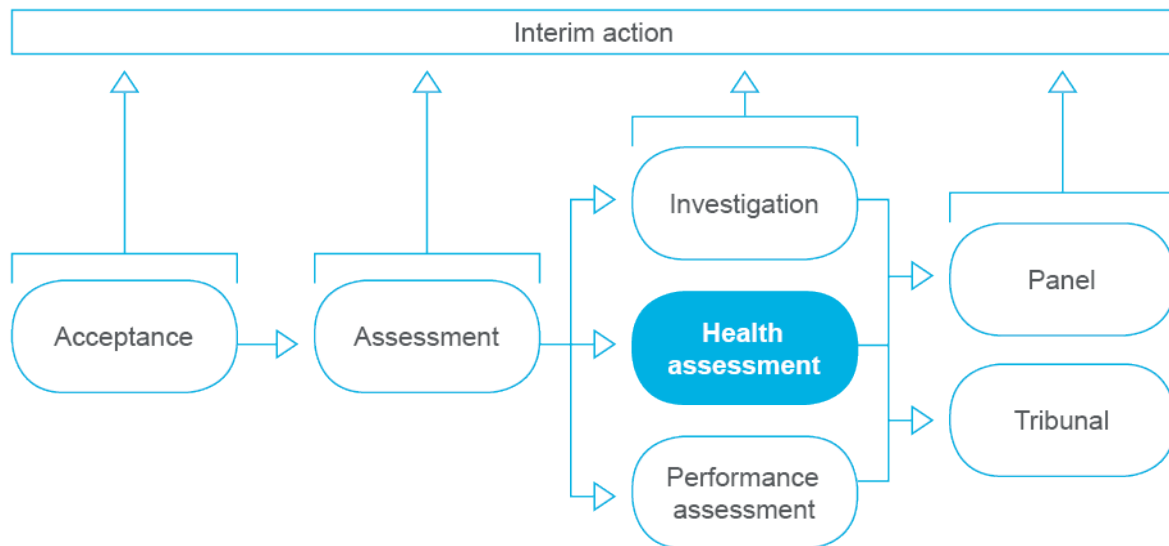 Interim action
Acceptance
Assessment
Investigation
Health
assessment
Performance
assessment
Panel
Tribunal